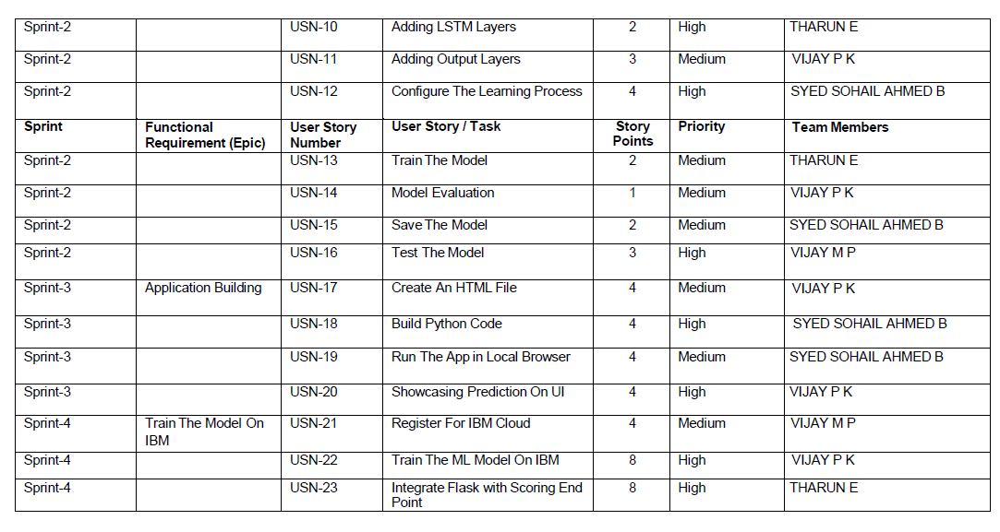 Sprint-2 USN-10 Adding LSTM Layers 2 High THARUN E
Sprint-2 USN-11 Adding Output Layers 3 Medium VIJAY P K
Sprint-2 USN-12 Configure The Learning Process 4 High SYED SOHAIL AHMED B
Sprint Functional User Story User Story / Task Story Priority Team Members
Requirement (Epic) Number Points
Sprint-2 USN-13 Train The Model 2 Medium THARUN E
Sprint-2 USN-14 Model Evaluation 1 Medium VIJAY P K
Sprint-2 USN-15 Save The Model 2 Medium SYED SOHAIL AHMED B
Sprint-2 USN-16 Test The Model 3 High VIJAY M P
Sprint-3 Application Building USN-17 Create An HTML File 4 Medium VIJAY P K
Sprint-3 USN-18 Build Python Code 4 High SYED SOHAIL AHMED B
Sprint-3 USN-19 Run The App in Local Browser 4 Medium SYED SOHAIL AHMED B
Sprint-3 USN-20 Showcasing Prediction On UI 4 High VIJAY P K
Sprint-4 Train The Model On USN-21 Register For IBM Cloud 4 Medium VIJAY M P
IBM
Sprint-4 USN-22 Train The ML Model On IBM 8 High VIJAY P K
Sprint-4 USN-23 Integrate Flask with Scoring End 8 High THARUN E
Point